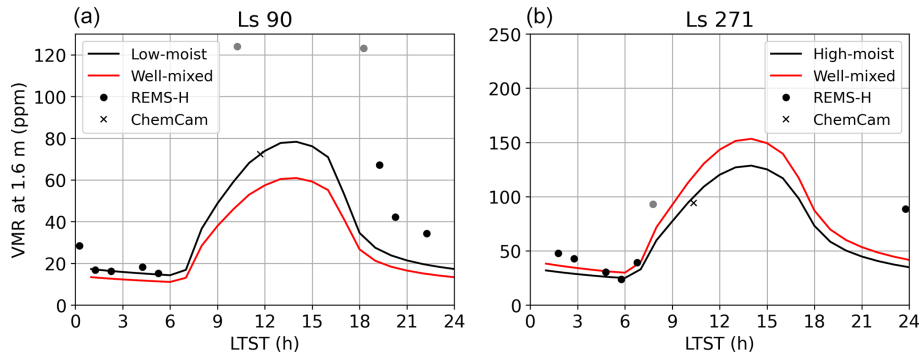 (a)
Ls 90
VMR at 1.6 m (ppm)
120
100
80
60
40
20
0
Low-moist
Well-mixed
REMS-H
ChemCam
0 3 6 9 12 15 18 21 24
LTST (h)
(b)
Ls 271
250
200
150
100
50
0
High-moist
Well-mixed
REMS-H
ChemCam
0 3 6 9 12 15 18 21 24
LTST (h)